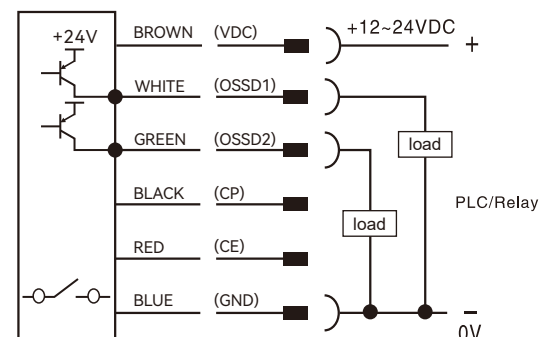 +24V
BROWN (VDC) +12~24VDC +
WHITE (OSSD1)
load
GREEN (OSSD2)
BLACK (CP)
PLC/Relay
load
RED (CE)
BLUE (GND) −
0V